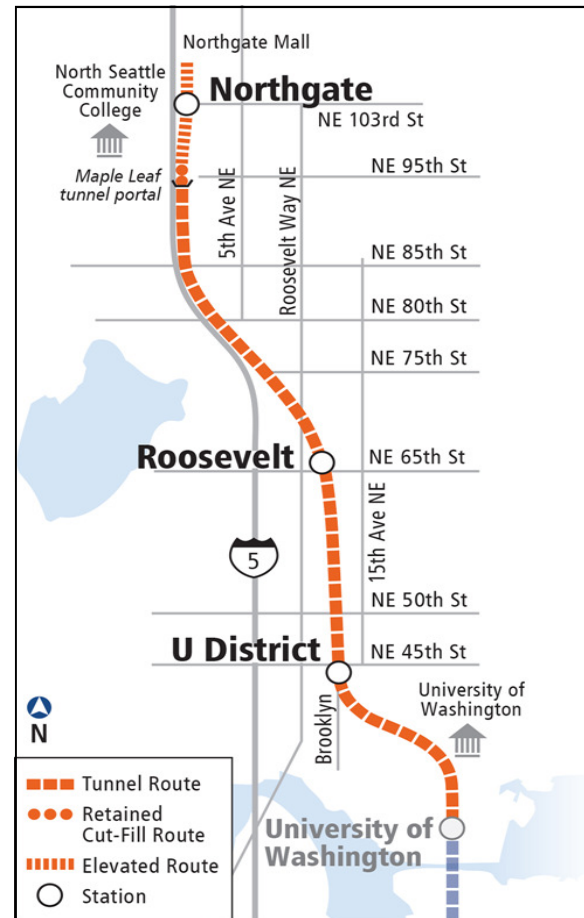 Northgate Mall
North Seattle
Community
College
Northgate
NE 103rd St
Maple Leaf
tunnel portal
NE 95th St
5th Ave NE
Roosevelt Way NE
NE 85th St
NE 80th St
NE 75th St
Roosevelt
NE 65th St
15th Ave NE
5
NE 50th St
U District
NE 45th St
University of
Washington
Brooklyn
N
Tunnel Route
Retained
Cut-Fill Route
Elevated Route
Station
University of
Washington